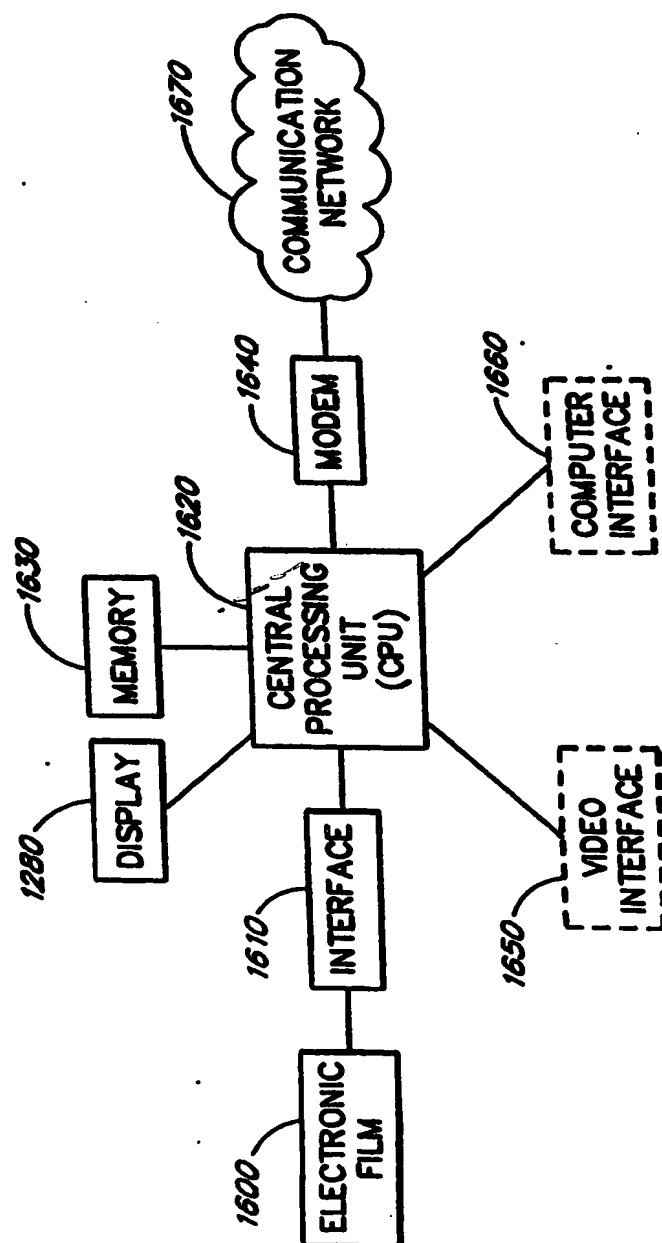 1280
DISPLAY
MEMORY
1630
1600
ELECTRONIC
FILM
1610
INTERFACE
1620
CENTRAL
PROCESSING
UNIT
(CPU)
1640
MODEM
1670
COMMUNICATION
NETWORK
1650
VIDEO
INTERFACE
COMPUTER
INTERFACE
1660